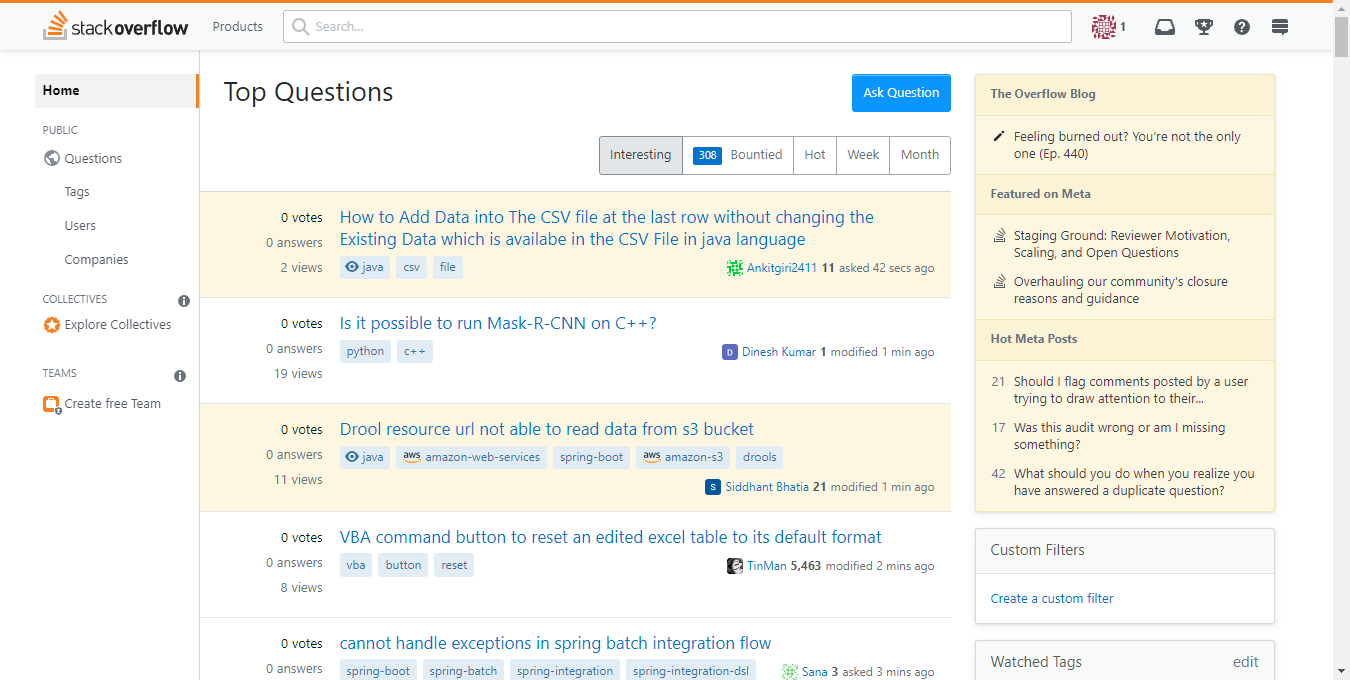 stack overflow Products Search... 1
Home
PUBLIC
Questions
Tags
Users
Companies
COLLECTIVES
Explore Collectives
TEAMS
Create free Team
Top Questions
Ask Question
Interesting 308 Bountied Hot Week Month
0 votes
0 answers
2 views
How to Add Data into The CSV file at the last row without changing the
Existing Data which is availabe in the CSV File in java language
java csv file
Ankitgiri2411 11 asked 42 secs ago
0 votes
0 answers
19 views
Is it possible to run Mask-R-CNN on C++?
python c++
D Dinesh Kumar 1 modified 1 min ago
0 votes
0 answers
11 views
Drool resource url not able to read data from s3 bucket
java aws amazon-web-services spring-boot aws amazon-s3 drools
S Siddhant Bhatia 21 modified 1 min ago
0 votes
0 answers
8 views
VBA command button to reset an edited excel table to its default format
vba button reset
TinMan 5,463 modified 2 mins ago
0 votes
0 answers
cannot handle exceptions in spring batch integration flow
spring-boot spring-batch spring-integration spring-integration-dsl
Sana 3 asked 3 mins ago
The Overflow Blog
Feeling burned out? You’re not the only
one (Ep. 440)
Featured on Meta
Staging Ground: Reviewer Motivation,
Scaling, and Open Questions
Overhauling our community's closure
reasons and guidance
Hot Meta Posts
21 Should I flag comments posted by a user
trying to draw attention to their...
17 Was this audit wrong or am I missing
something?
42 What should you do when you realize you
have answered a duplicate question?
Custom Filters
Create a custom filter
Watched Tags edit